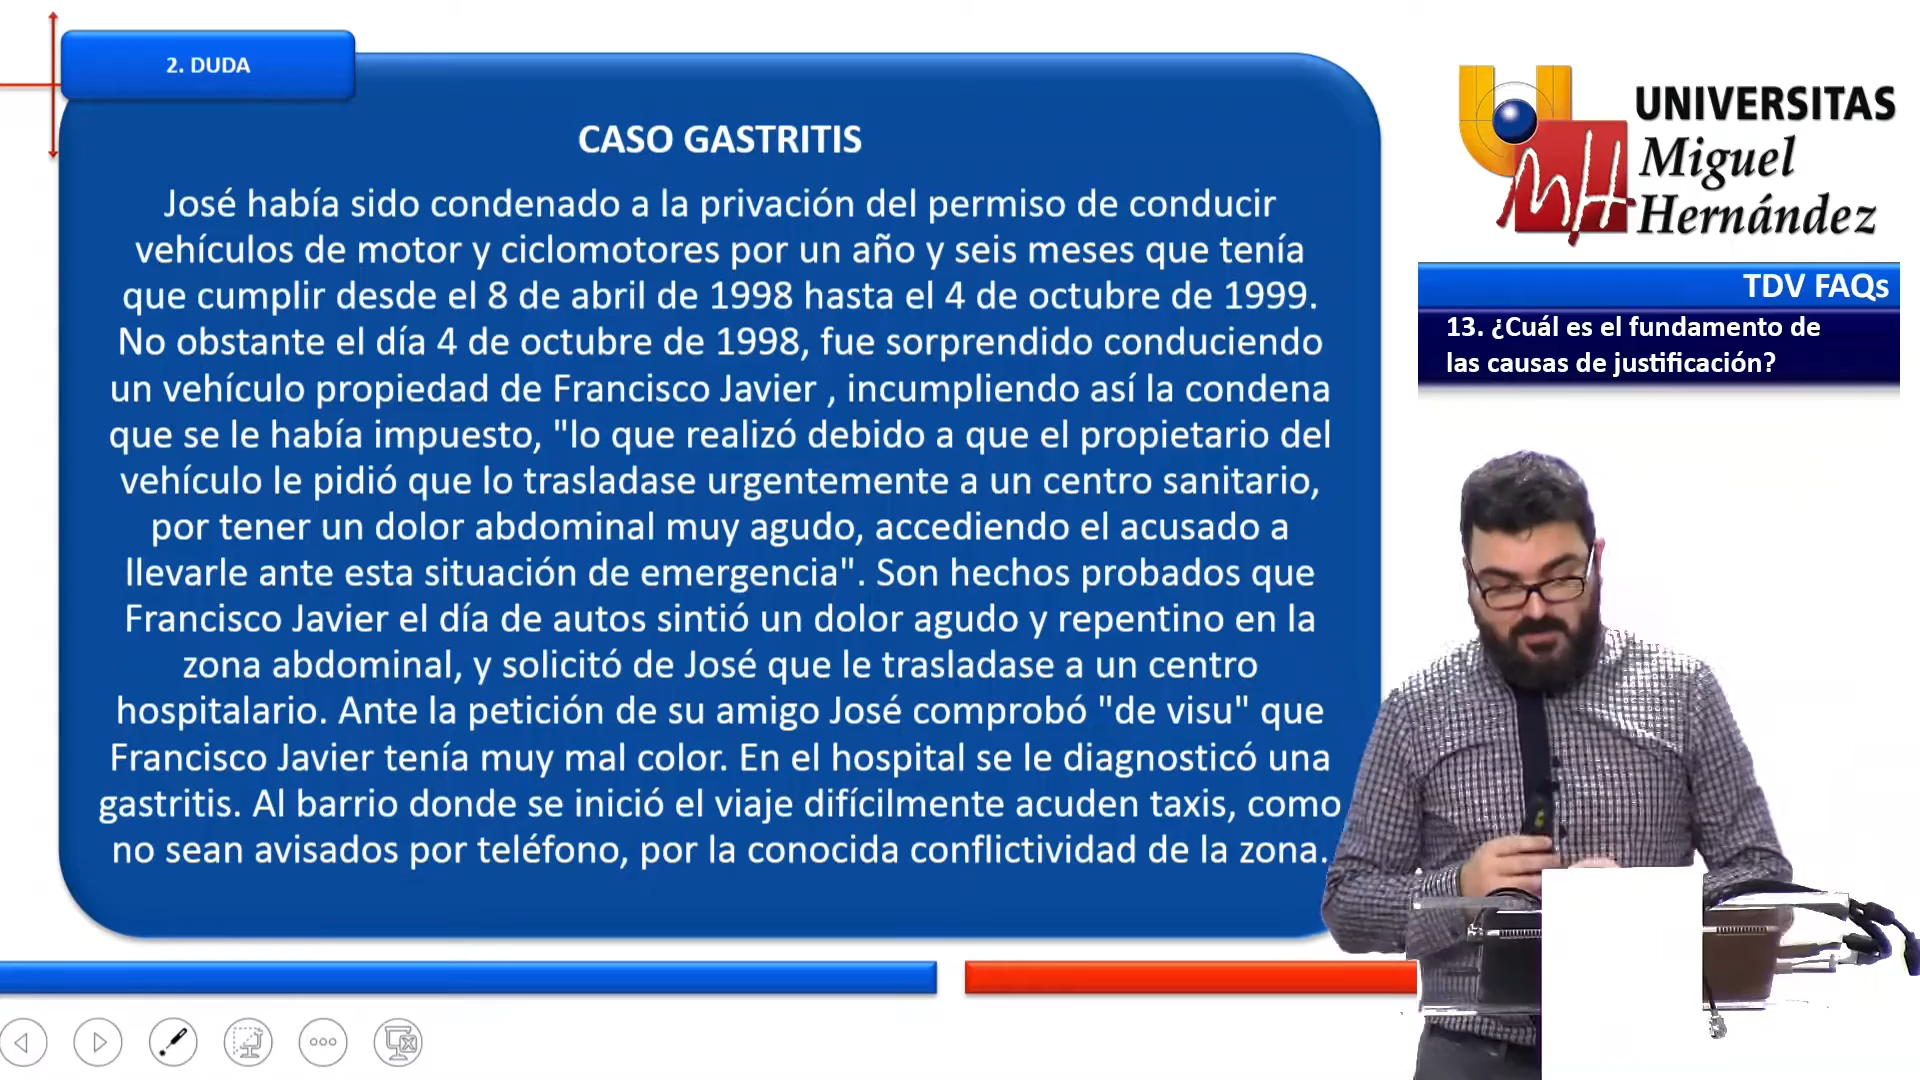 2. DUDA
CASO GASTRITIS
José había sido condenado a la privación del permiso de conducir
vehículos de motor y ciclomotores por un año y seis meses que tenía
que cumplir desde el 8 de abril de 1998 hasta el 4 de octubre de 1999.
No obstante el día 4 de octubre de 1998, fue sorprendido conduciendo
un vehículo propiedad de Francisco Javier , incumpliendo así la condena
que se le había impuesto, "lo que realizó debido a que el propietario del
vehículo le pidió que lo trasladase urgentemente a un centro sanitario,
por tener un dolor abdominal muy agudo, accediendo el acusado a
llevarle ante esta situación de emergencia". Son hechos probados que
Francisco Javier el día de autos sintió un dolor agudo y repentino en la
zona abdominal, y solicitó de José que le trasladase a un centro
hospitalario. Ante la petición de su amigo José comprobó "de visu" que
Francisco Javier tenía muy mal color. En el hospital se le diagnosticó una
gastritis. Al barrio donde se inició el viaje difícilmente acuden taxis, como
no sean avisados por teléfono, por la conocida conflictividad de la zona.
UNIVERSITAS
Miguel
Hernández
TDV FAQs
13. ¿Cuál es el fundamento de
las causas de justificación?